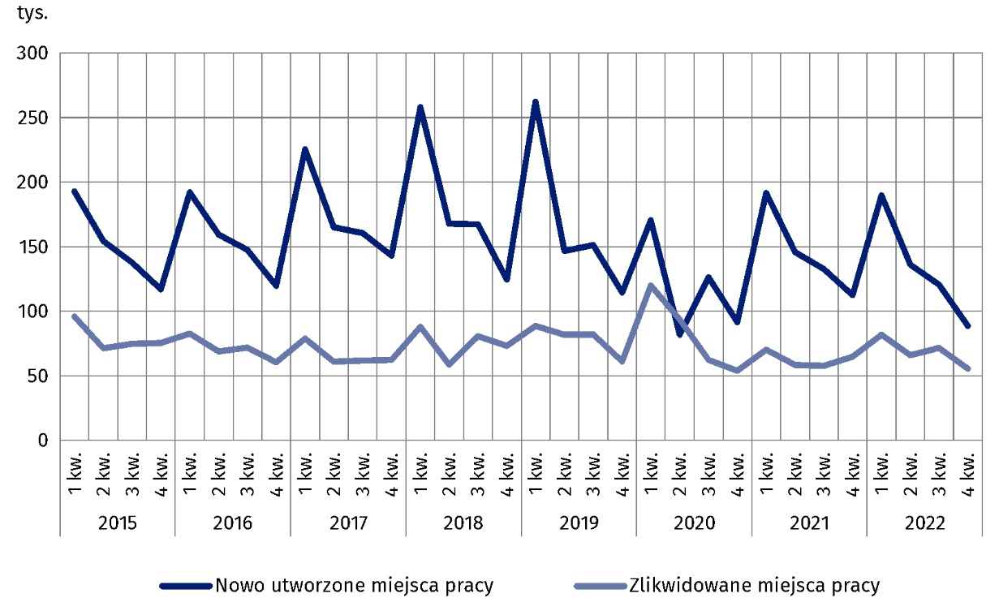 tys.
300
250
200
150
100
50
0
1 kw. 2 kw. 3 kw. 4 kw. 1 kw. 2 kw. 3 kw. 4 kw. 1 kw. 2 kw. 3 kw. 4 kw. 1 kw. 2 kw. 3 kw. 4 kw. 1 kw. 2 kw. 3 kw. 4 kw. 1 kw. 2 kw. 3 kw. 4 kw. 1 kw. 2 kw. 3 kw. 4 kw. 1 kw. 2 kw. 3 kw. 4 kw.
2015 2016 2017 2018 2019 2020 2021 2022
Nowo utworzone miejsca pracy Zlikwidowane miejsca pracy